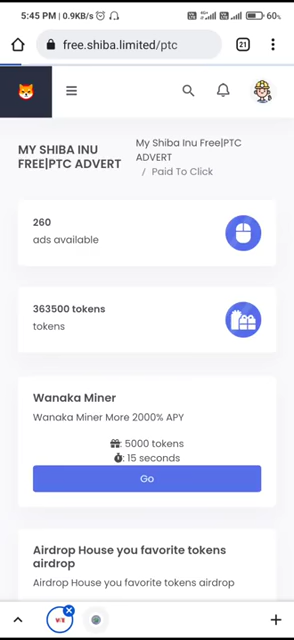 5:45 PM | 0.9KB/s
60%
free.shiba.limited/ptc
21
MY SHIBA INU
FREE|PTC ADVERT
My Shiba Inu Free|PTC
ADVERT
/ Paid To Click
260
ads available
363500 tokens
tokens
Wanaka Miner
Wanaka Miner More 2000% APY
: 5000 tokens
: 15 seconds
Go
Airdrop House you favorite tokens
airdrop
Airdrop House you favorite tokens airdrop